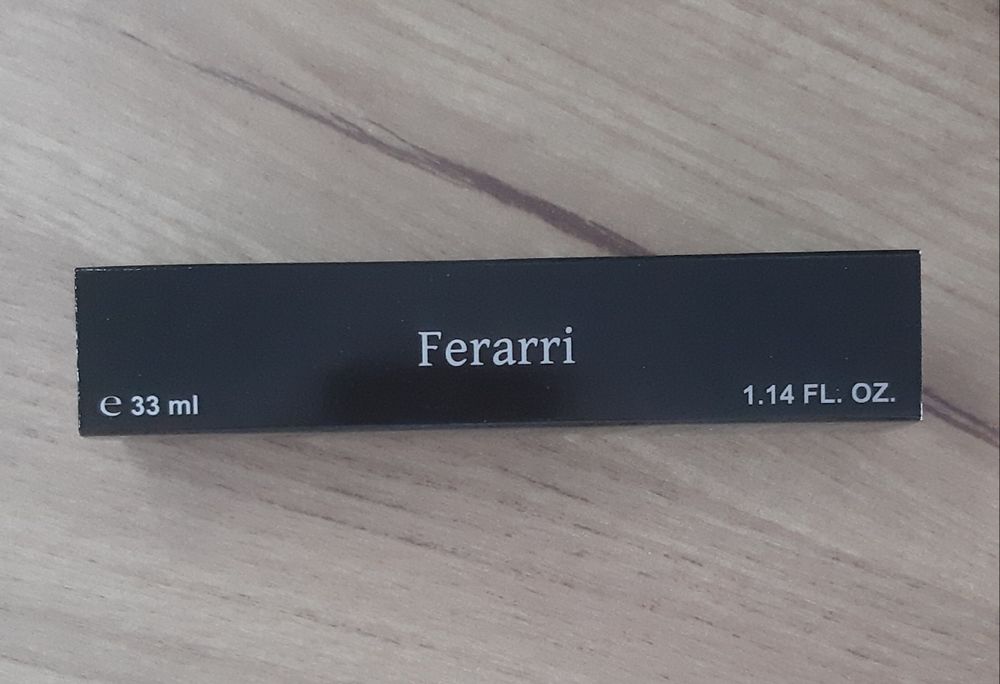 Ferarri
℮ 33 ml
1.14 FL. OZ.